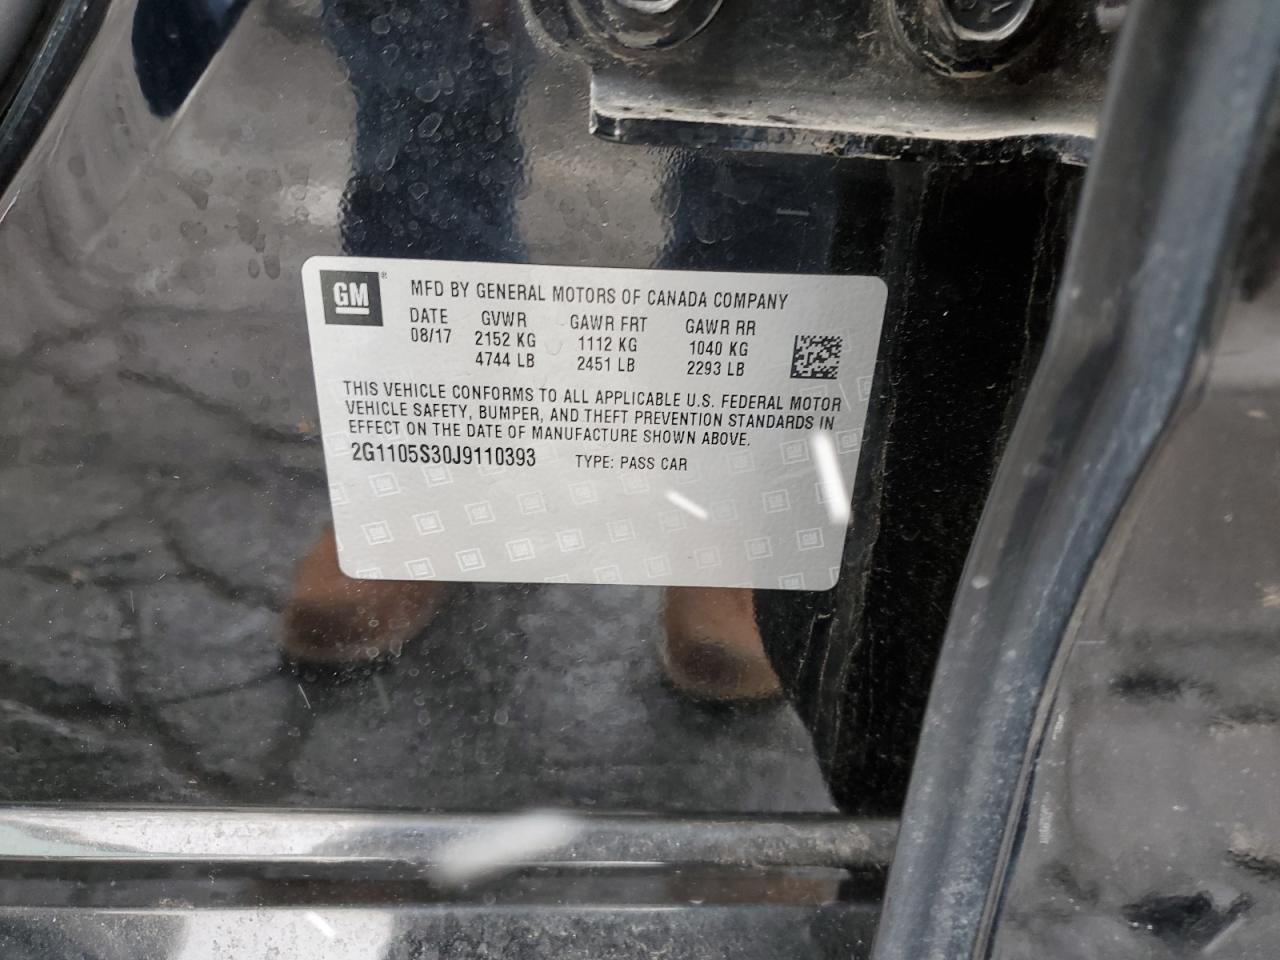 GM®
MFD BY GENERAL MOTORS OF CANADA COMPANY
DATE GVWR GAWR FRT GAWR RR
08/17 2152 KG 1112 KG 1040 KG
4744 LB 2451 LB 2293 LB
THIS VEHICLE CONFORMS TO ALL APPLICABLE U.S. FEDERAL MOTOR
VEHICLE SAFETY, BUMPER, AND THEFT PREVENTION STANDARDS IN
EFFECT ON THE DATE OF MANUFACTURE SHOWN ABOVE.
2G1105S30J9110393 TYPE: PASS CAR